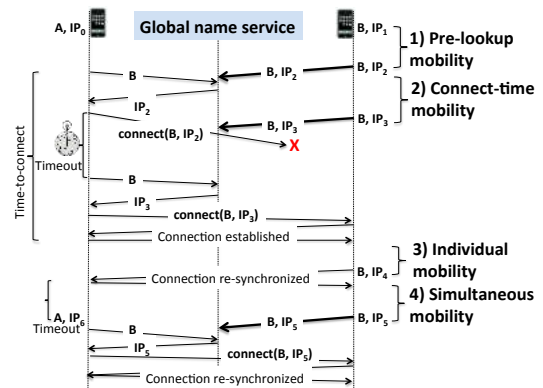 A, IP0
Global name service
B, IP1
1) Pre-lookup
mobility
B, IP2
B, IP2
B
2) Connect-time
mobility
IP2
B, IP3
B, IP3
connect(B, IP2)
X
Timeout
Time-to-connect
B
IP3
connect(B, IP3)
Connection established
3) Individual
mobility
B, IP4
Connection re-synchronized
4) Simultaneous
mobility
A, IP6
B, IP5
B, IP5
Timeout
B
IP5
connect(B, IP5)
Connection re-synchronized